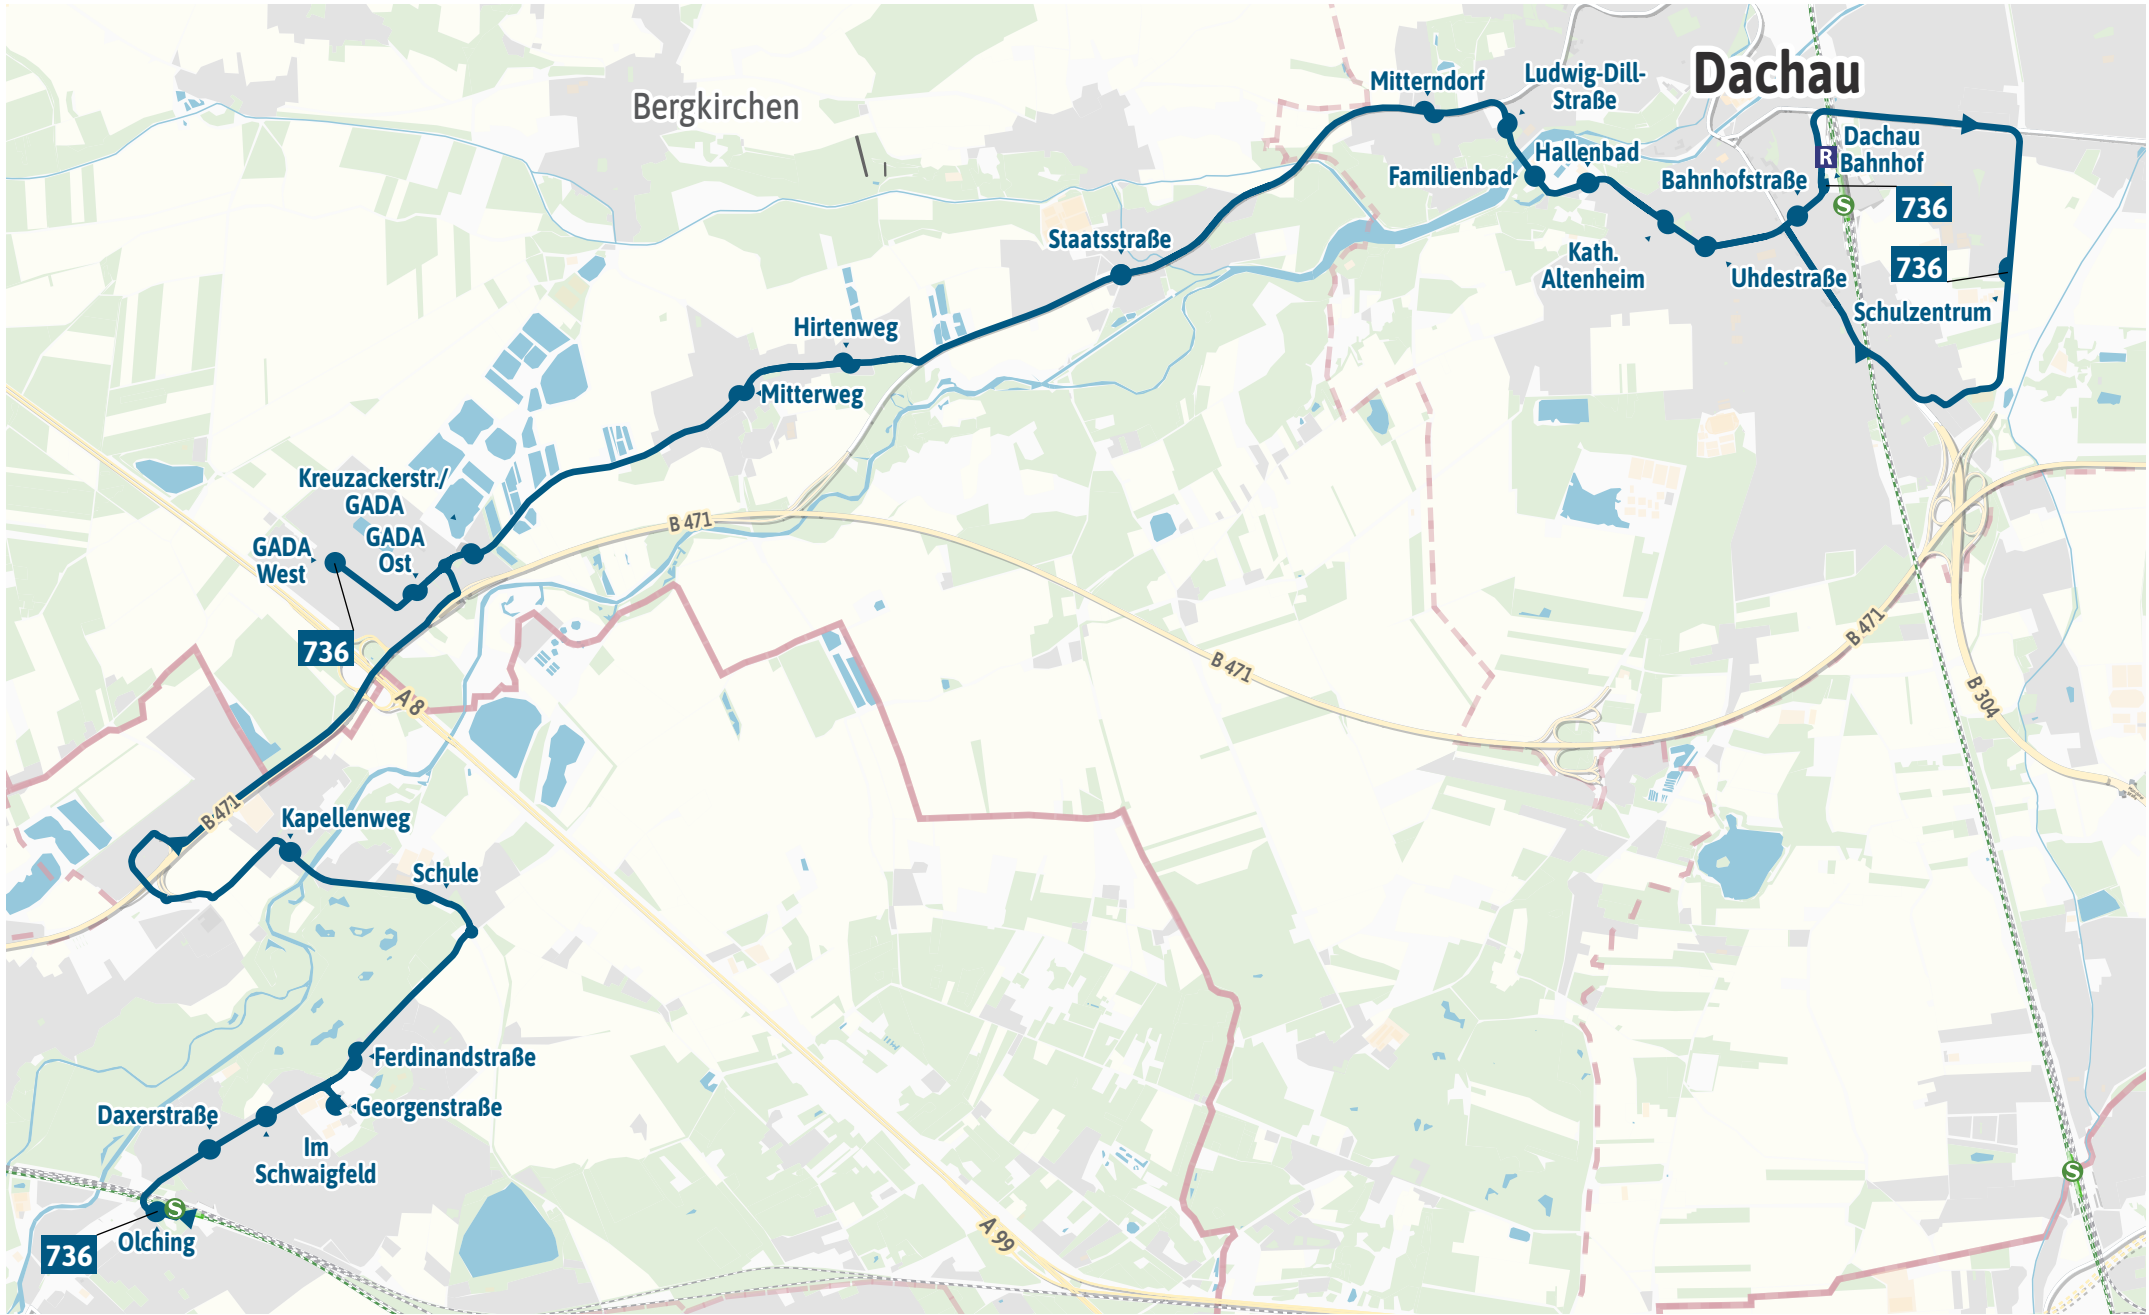 Dachau
Bergkirchen
Mitterndorf
Ludwig-Dill-
Straße
Familienbad
Hallenbad
Bahnhofstraße
R
Dachau
Bahnhof
S
736
736
Schulzentrum
Kath.
Altenheim
Uhdestraße
Staatsstraße
Hirtenweg
Mitterweg
Kreuzackerstr./
GADA
GADA
Ost
GADA
West
736
B 471
A 8
B 471
B 471
B 304
B 471
Kapellenweg
Schule
Ferdinandstraße
Georgenstraße
Daxerstraße
Im
Schwaigfeld
S
Olching
736
A 99
S